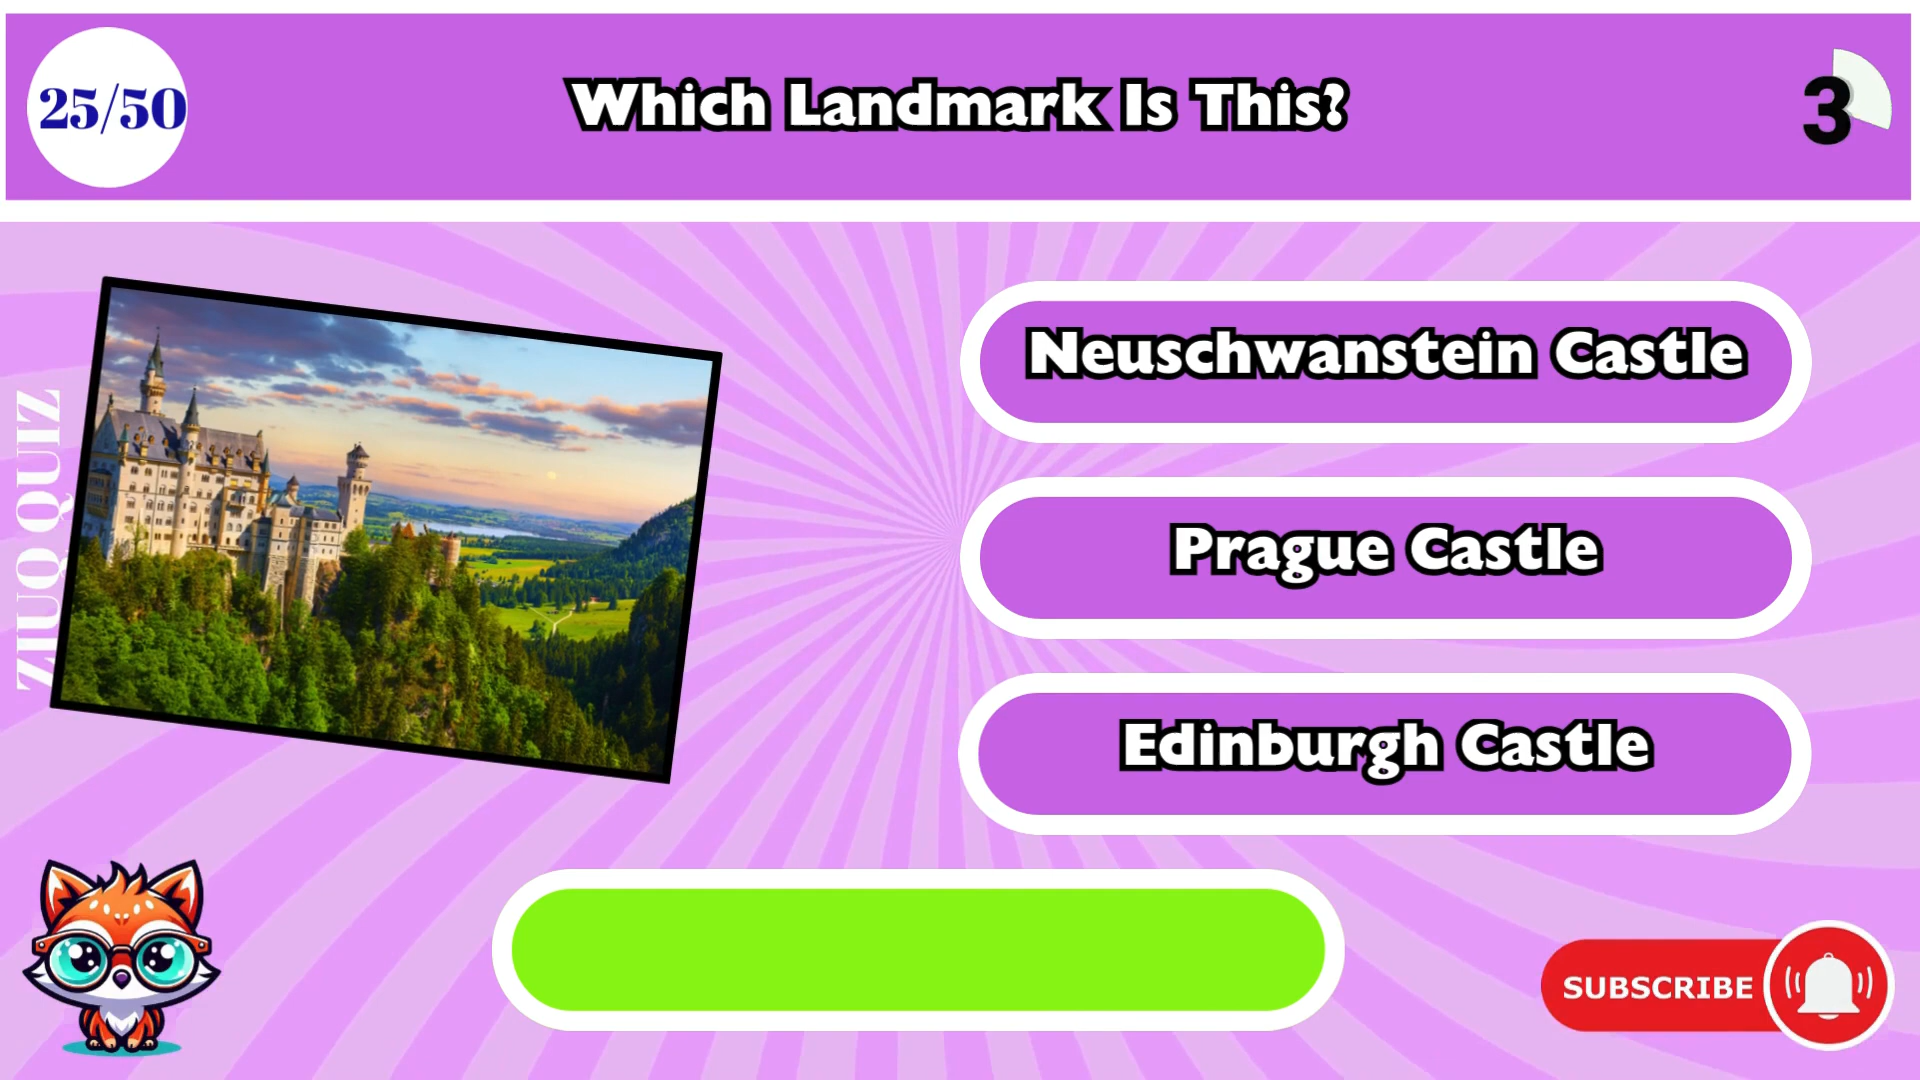 25/50
Which Landmark Is This?
3
ZIUQ QUIZ
Neuschwanstein Castle
Prague Castle
Edinburgh Castle
SUBSCRIBE